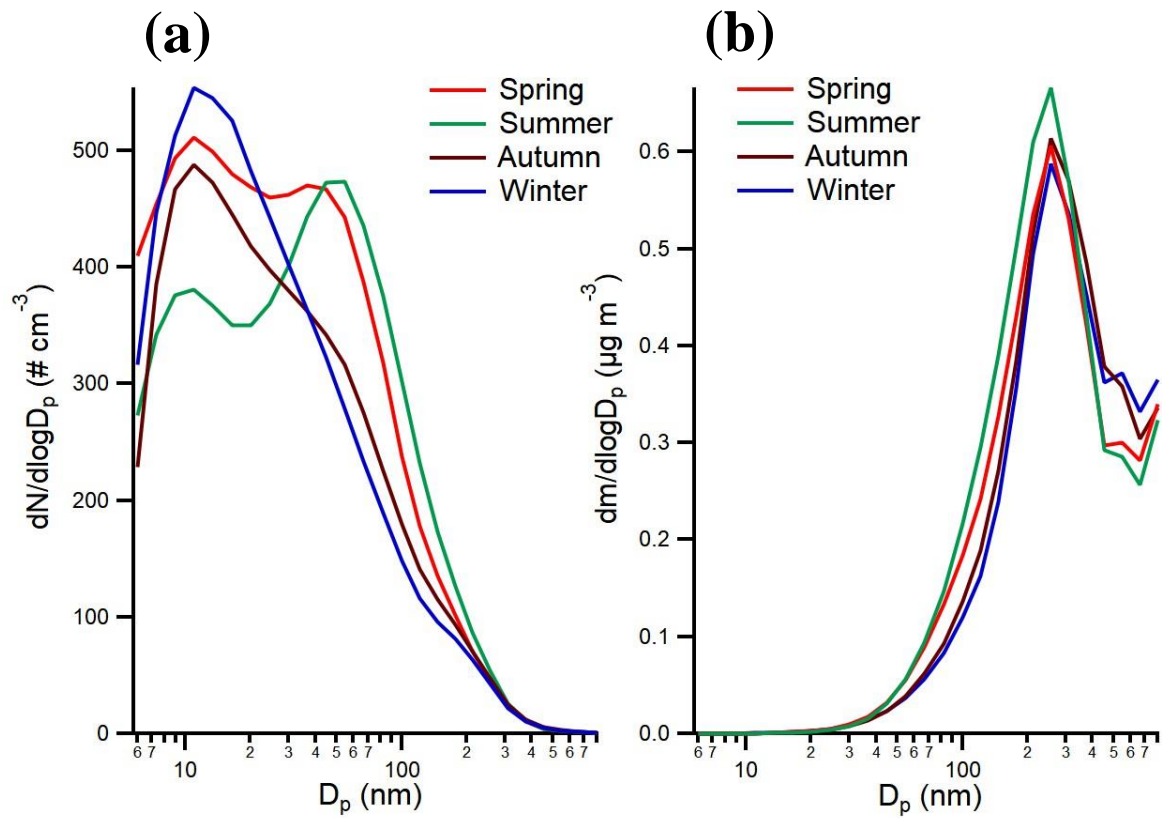 (a)
Spring
Summer
Autumn
Winter
500
400
300
200
100
0
dN/dlogDp (# cm-3)
6 7 2 3 4 5 6 7 2 3 4 5 6 7
10 100
Dp (nm)
(b)
Spring
Summer
Autumn
Winter
0.6
0.5
0.4
0.3
0.2
0.1
0.0
dm/dlogDp (µg m-3)
6 7 2 3 4 5 6 7 2 3 4 5 6 7
10 100
Dp (nm)